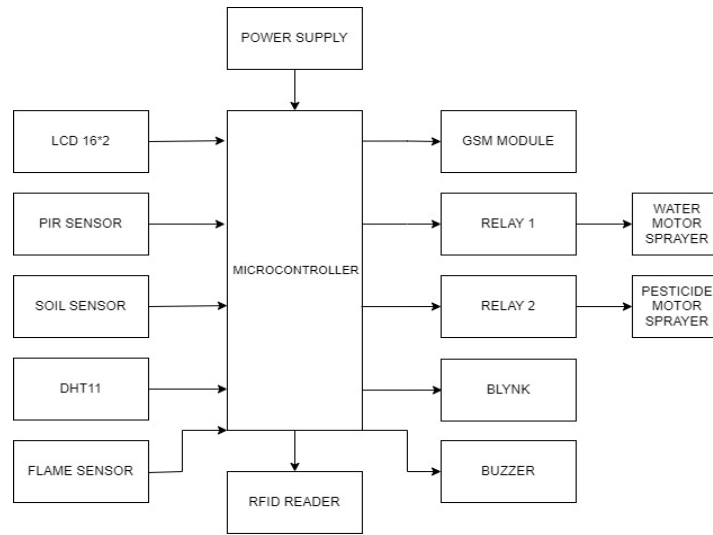 POWER SUPPLY
LCD 16*2
GSM MODULE
PIR SENSOR
RELAY 1
WATER
MOTOR
SPRAYER
MICROCONTROLLER
SOIL SENSOR
RELAY 2
PESTICIDE
MOTOR
SPRAYER
DHT11
BLYNK
FLAME SENSOR
RFID READER
BUZZER